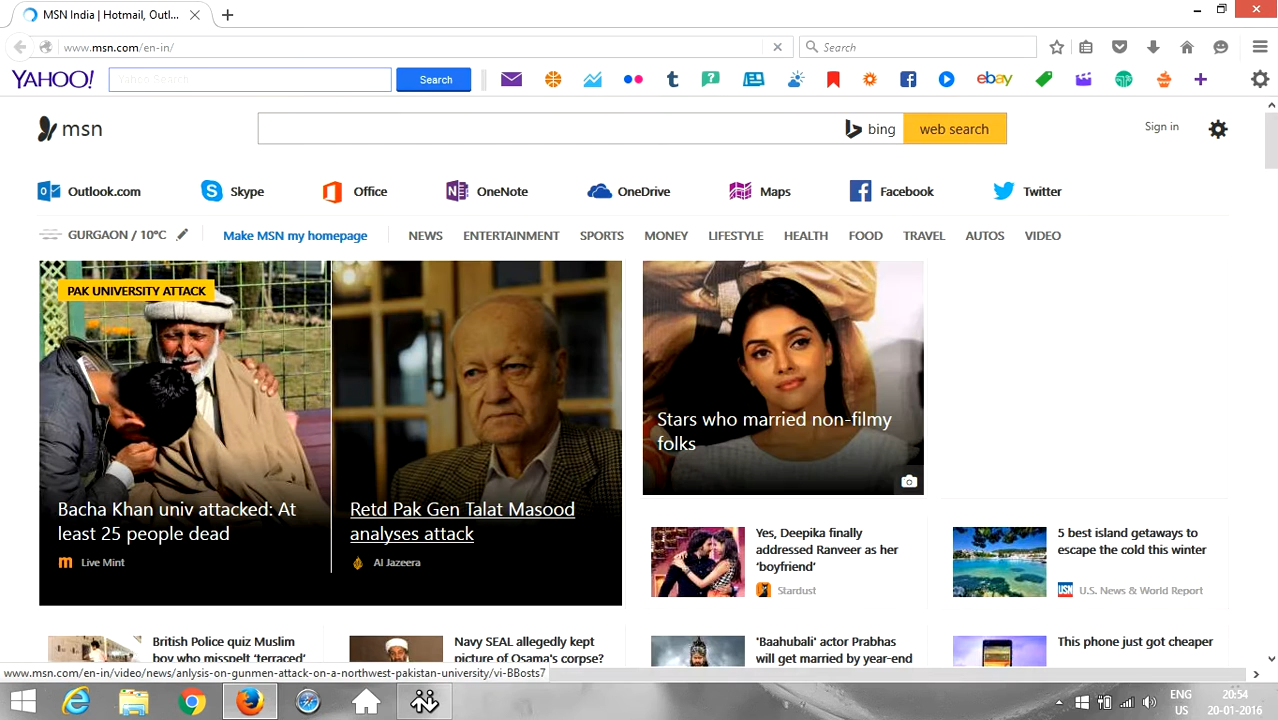 MSN India | Hotmail, Outl...
www.msn.com/en-in/
Search
YAHOO!
Yahoo Search
Search
ebay
msn
bing
web search
Sign in
Outlook.com
Skype
Office
OneNote
OneDrive
Maps
Facebook
Twitter
GURGAON / 10°C
Make MSN my homepage
NEWS
ENTERTAINMENT
SPORTS
MONEY
LIFESTYLE
HEALTH
FOOD
TRAVEL
AUTOS
VIDEO
PAK UNIVERSITY ATTACK
Bacha Khan univ attacked: At
least 25 people dead
Live Mint
Retd Pak Gen Talat Masood
analyses attack
Al Jazeera
Stars who married non-filmy
folks
Yes, Deepika finally
addressed Ranveer as her
'boyfriend'
Stardust
5 best island getaways to
escape the cold this winter
U.S. News & World Report
British Police quiz Muslim
boy who misspelt 'terraced'
Navy SEAL allegedly kept
picture of Osama's corpse?
'Baahubali' actor Prabhas
will get married by year-end
This phone just got cheaper
www.msn.com/en-in/video/news/anlysis-on-gunmen-attack-on-a-northwest-pakistan-university/vi-BBosts7
ENG
US
20:54
20-01-2016